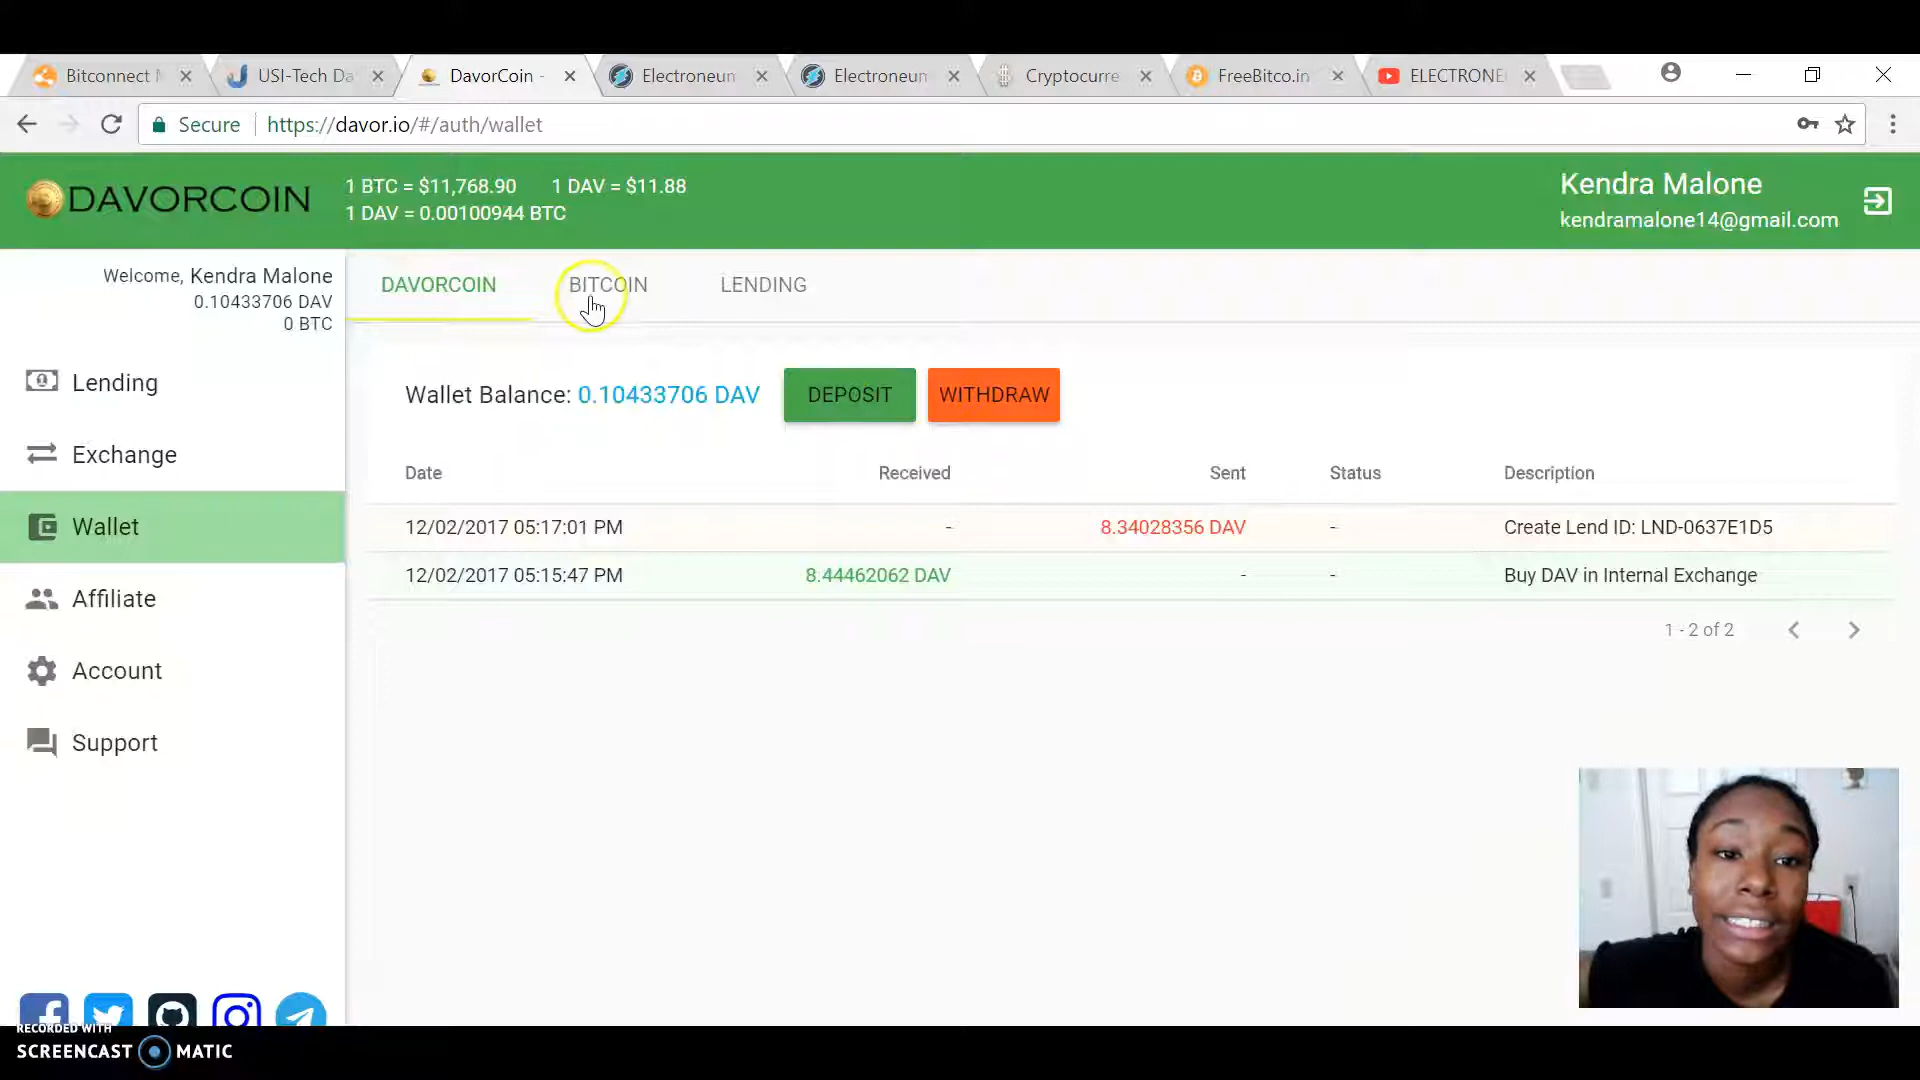 Bitconnect
USI-Tech Da
DavorCoin -
Electroneum
Electroneum
Cryptocurre
FreeBitco.in
ELECTRONE
Secure
https://davor.io/#/auth/wallet
DAVORCOIN
1 BTC = $11,768.90
1 DAV = $11.88
1 DAV = 0.00100944 BTC
Kendra Malone
kendramalone14@gmail.com
Welcome, Kendra Malone
0.10433706 DAV
0 BTC
DAVORCOIN
BITCOIN
LENDING
Lending
Exchange
Wallet
Affiliate
Account
Support
Wallet Balance: 0.10433706 DAV
DEPOSIT
WITHDRAW
Date Received Sent Status Description
12/02/2017 05:17:01 PM - 8.34028356 DAV - Create Lend ID: LND-0637E1D5
12/02/2017 05:15:47 PM 8.44462062 DAV - - Buy DAV in Internal Exchange
1 - 2 of 2
RECORDED WITH
SCREENCAST MATIC